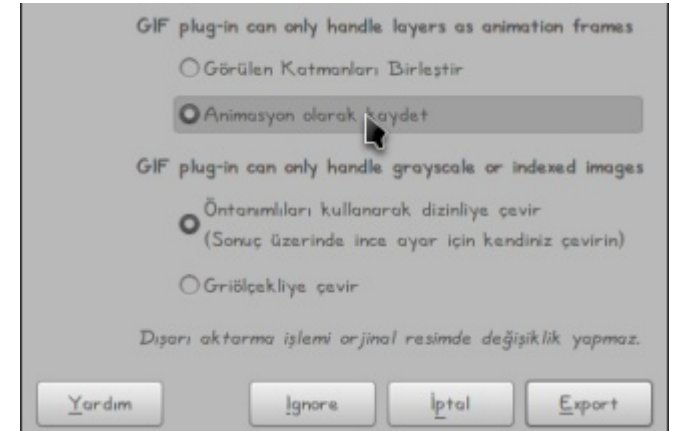 GIF plug-in can only handle layers as animation frames
Görülen Katmanları Birleştir
Animasyon olarak kaydet
GIF plug-in can only handle grayscale or indexed images
Öntanımlıları kullanarak dizinliye çevir
(Sonuç üzerinde ince ayar için kendiniz çevirin)
Griölçekliye çevir
Dışarı aktarma işlemi orjinal resimde değişiklik yapmaz.
Yardım Ignore İptal Export